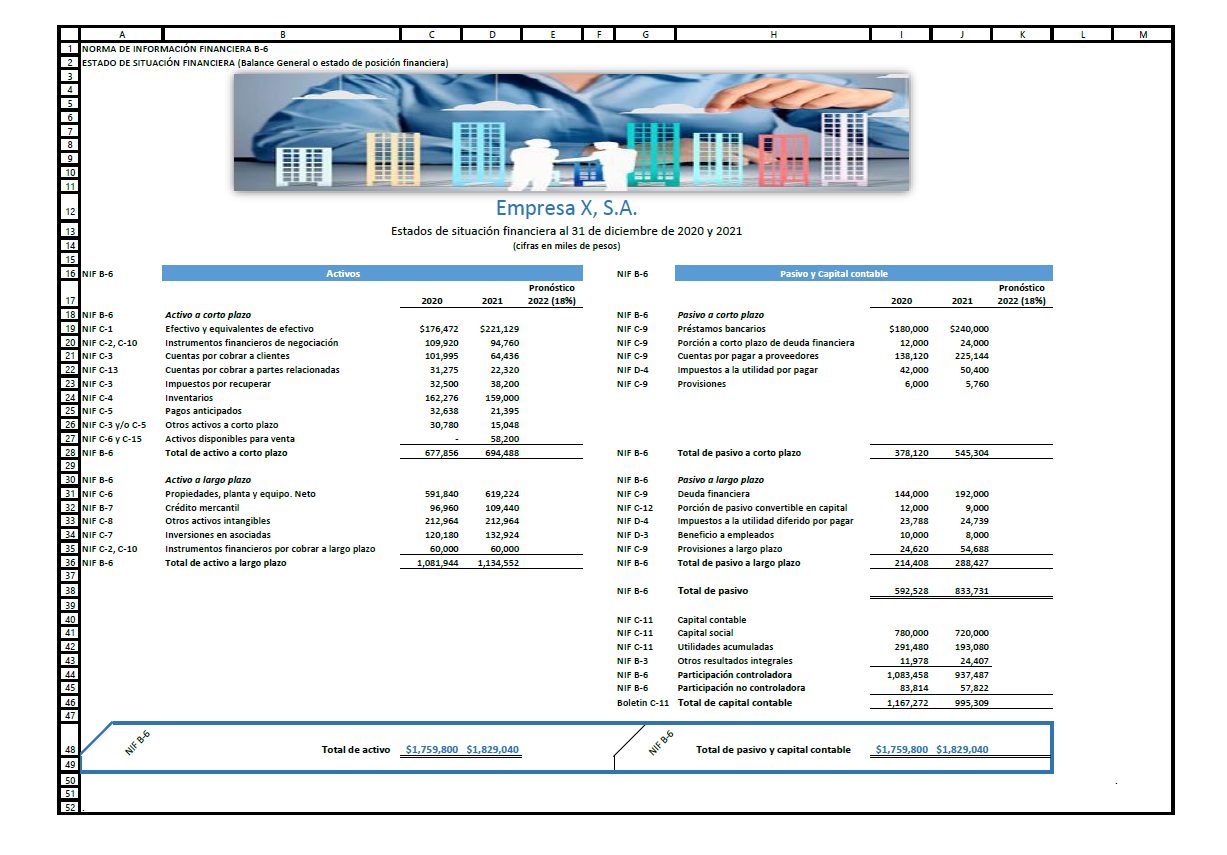 A B C D E F G H I J K L M
1 NORMA DE INFORMACIÓN FINANCIERA B-6
2 ESTADO DE SITUACIÓN FINANCIERA (Balance General o estado de posición financiera)
3
4
5
6
7
8
9
10
11
12 Empresa X, S.A.
13 Estados de situación financiera al 31 de diciembre de 2020 y 2021
14 (cifras en miles de pesos)
15
16 NIF B-6 Activos NIF B-6 Pasivo y Capital contable
Pronóstico Pronóstico
17 2020 2021 2022 (18%) 2020 2021 2022 (18%)
18 NIF B-6 Activo a corto plazo NIF B-6 Pasivo a corto plazo
19 NIF C-1 Efectivo y equivalentes de efectivo $176,472 $221,129 NIF C-9 Préstamos bancarios $180,000 $240,000
20 NIF C-2, C-10 Instrumentos financieros de negociación 109,920 94,760 NIF C-9 Porción a corto plazo de deuda financiera 12,000 24,000
21 NIF C-3 Cuentas por cobrar a clientes 101,995 64,436 NIF C-9 Cuentas por pagar a proveedores 138,120 225,144
22 NIF C-13 Cuentas por cobrar a partes relacionadas 31,275 22,320 NIF D-4 Impuestos a la utilidad por pagar 42,000 50,400
23 NIF C-3 Impuestos por recuperar 32,500 38,200 NIF C-9 Provisiones 6,000 5,760
24 NIF C-4 Inventarios 162,276 159,000
25 NIF C-5 Pagos anticipados 32,638 21,395
26 NIF C-3 y/o C-5 Otros activos a corto plazo 30,780 15,048
27 NIF C-6 y C-15 Activos disponibles para venta - 58,200
28 NIF B-6 Total de activo a corto plazo 677,856 694,488 NIF B-6 Total de pasivo a corto plazo 378,120 545,304
29
30 NIF B-6 Activo a largo plazo NIF B-6 Pasivo a largo plazo
31 NIF C-6 Propiedades, planta y equipo. Neto 591,840 619,224 NIF C-9 Deuda financiera 144,000 192,000
32 NIF B-7 Crédito mercantil 96,960 109,440 NIF C-12 Porción de pasivo convertible en capital 12,000 9,000
33 NIF C-8 Otros activos intangibles 212,964 212,964 NIF D-4 Impuestos a la utilidad diferido por pagar 23,788 24,739
34 NIF C-7 Inversiones en asociadas 120,180 132,924 NIF D-3 Beneficio a empleados 10,000 8,000
35 NIF C-2, C-10 Instrumentos financieros por cobrar a largo plazo 60,000 60,000 NIF C-9 Provisiones a largo plazo 24,620 54,688
36 NIF B-6 Total de activo a largo plazo 1,081,944 1,134,552 NIF B-6 Total de pasivo a largo plazo 214,408 288,427
37
38 NIF B-6 Total de pasivo 592,528 833,731
39
40 NIF C-11 Capital contable
41 NIF C-11 Capital social 780,000 720,000
42 NIF C-11 Utilidades acumuladas 291,480 193,080
43 NIF B-3 Otros resultados integrales 11,978 24,407
44 NIF B-6 Participación controladora 1,083,458 937,487
45 NIF B-6 Participación no controladora 83,814 57,822
46 Boletin C-11 Total de capital contable 1,167,272 995,309
47
48 NIF B-6 Total de activo $1,759,800 $1,829,040 NIF B-6 Total de pasivo y capital contable $1,759,800 $1,829,040
49
50 .
51
52 .